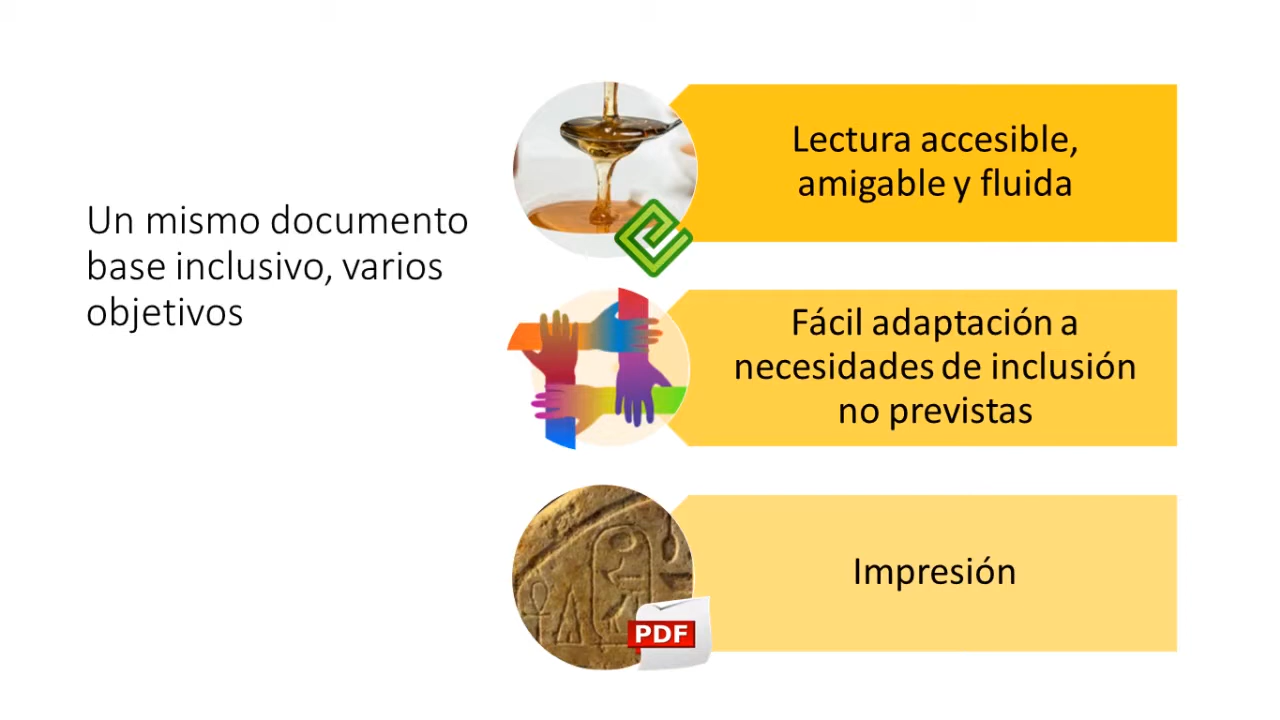 Un mismo documento
base inclusivo, varios
objetivos
Lectura accesible,
amigable y fluida
Fácil adaptación a
necesidades de inclusión
no previstas
Impresión
PDF